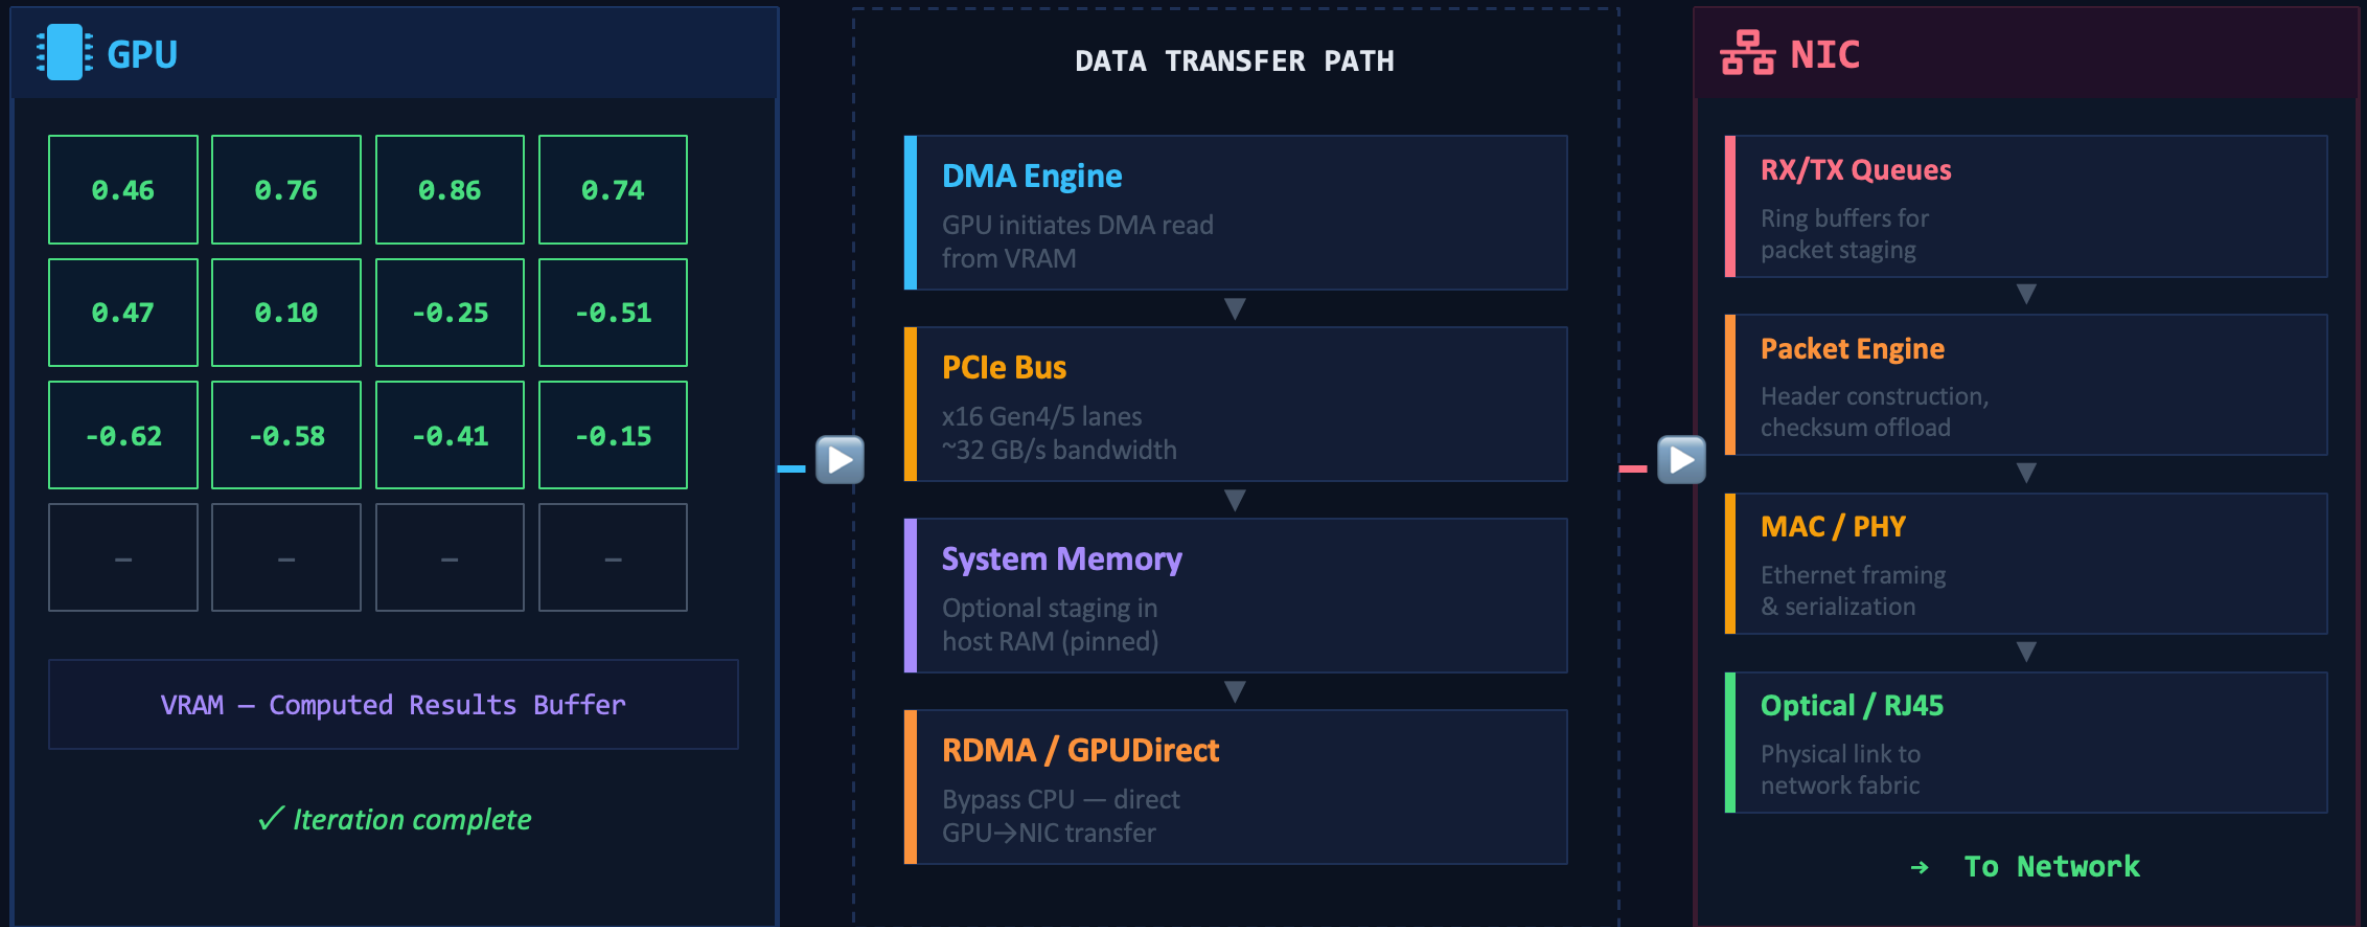 GPU
0.46 0.76 0.86 0.74
0.47 0.10 -0.25 -0.51
-0.62 -0.58 -0.41 -0.15
– – – –
VRAM — Computed Results Buffer
✓ Iteration complete
DATA TRANSFER PATH
DMA Engine
GPU initiates DMA read
from VRAM
▼
PCIe Bus
x16 Gen4/5 lanes
~32 GB/s bandwidth
▼
System Memory
Optional staging in
host RAM (pinned)
▼
RDMA / GPUDirect
Bypass CPU — direct
GPU→NIC transfer
NIC
RX/TX Queues
Ring buffers for
packet staging
▼
Packet Engine
Header construction,
checksum offload
▼
MAC / PHY
Ethernet framing
& serialization
▼
Optical / RJ45
Physical link to
network fabric
→ To Network